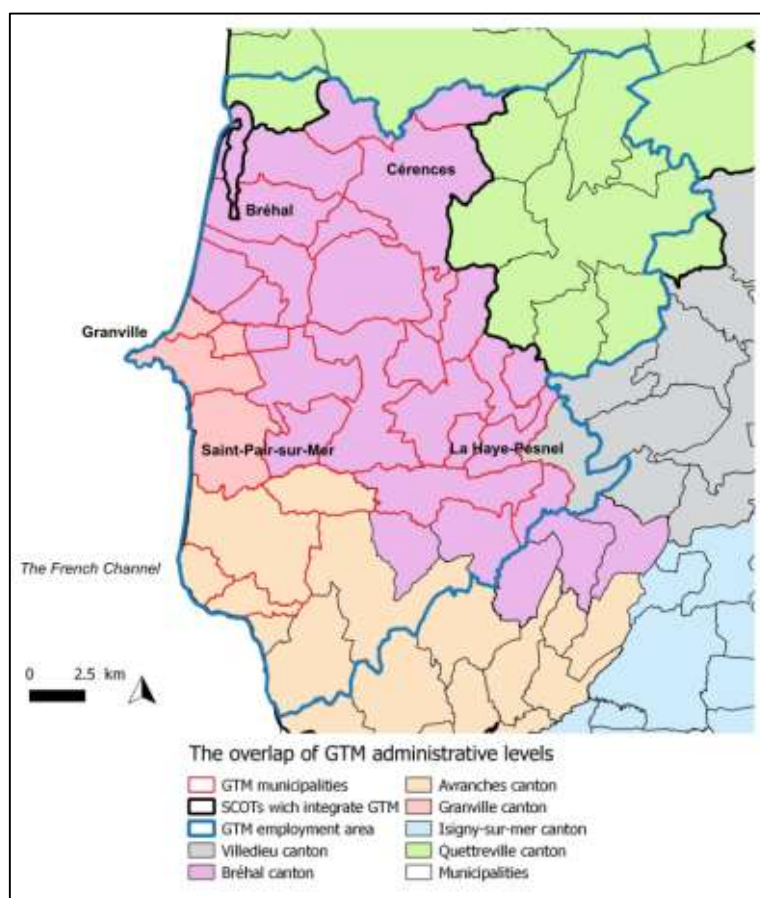 Cérences
Bréhal
Granville
Saint-Pair-sur-Mer
La Haye-Pesnel
The French Channel
0 2.5 km
The overlap of GTM administrative levels
GTM municipalities
SCOTs wich integrate GTM
GTM employment area
Villedieu canton
Bréhal canton
Avranches canton
Granville canton
Isigny-sur-mer canton
Quettreville canton
Municipalities